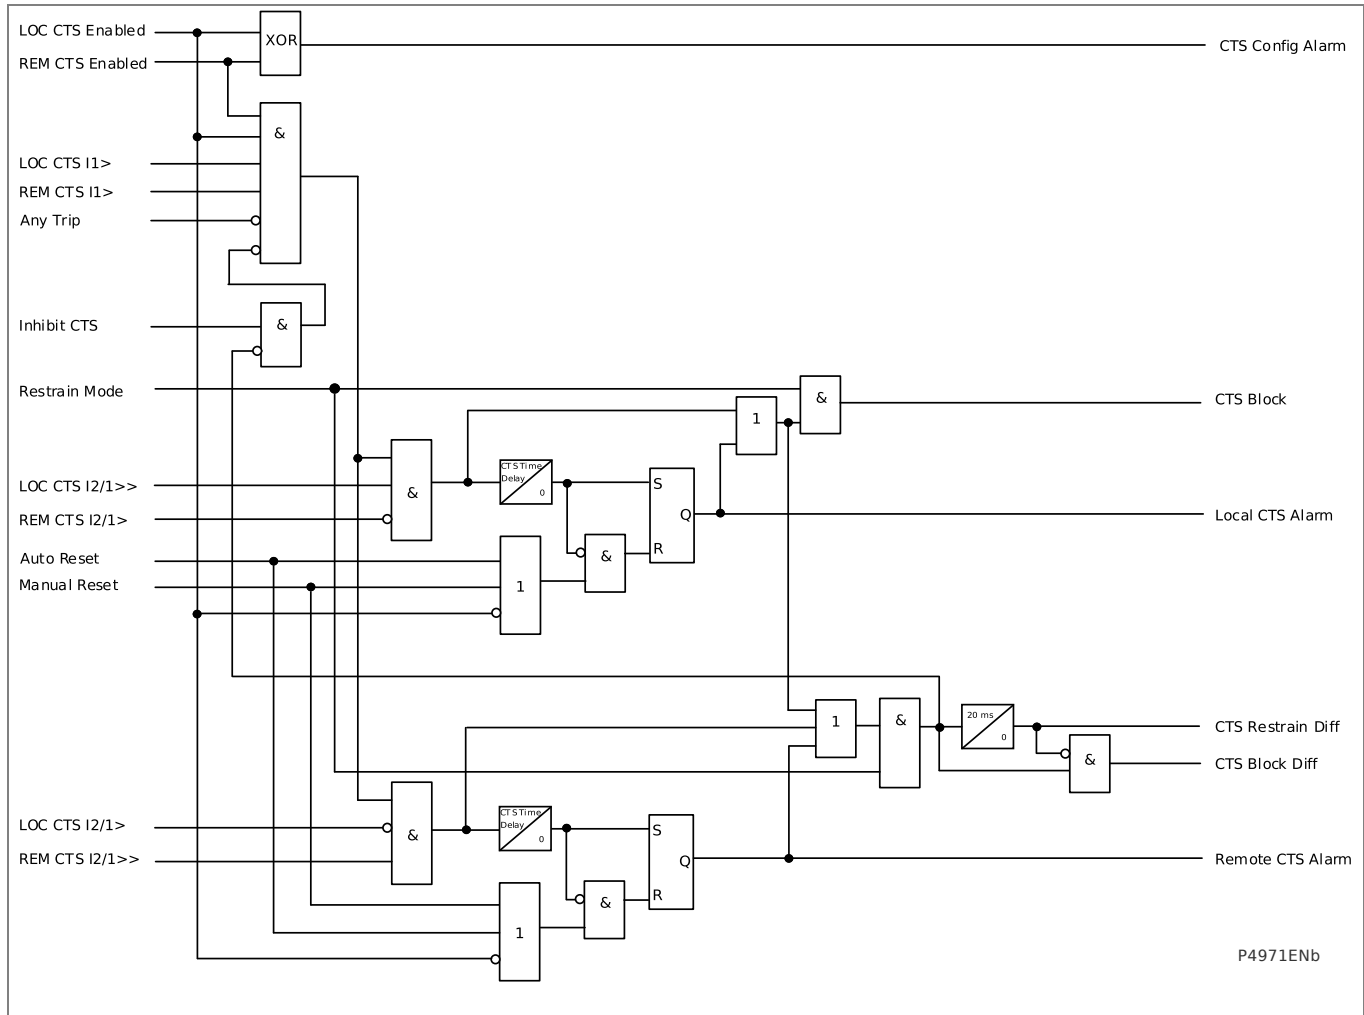 LOC CTS Enabled
XOR
CTS Config Alarm
REM CTS Enabled
&
LOC CTS I1>
REM CTS I1>
Any Trip
Inhibit CTS
&
Restrain Mode
&
CTS Block
1
LOC CTS I2/1>>
&
CTS Time
Delay
0
S
Q
R
Local CTS Alarm
REM CTS I2/1>
Auto Reset
&
Manual Reset
1
1
&
20 ms
0
CTS Restrain Diff
&
CTS Block Diff
LOC CTS I2/1>
&
CTS Time
Delay
0
S
Q
R
REM CTS I2/1>>
Remote CTS Alarm
&
1
P4971ENb